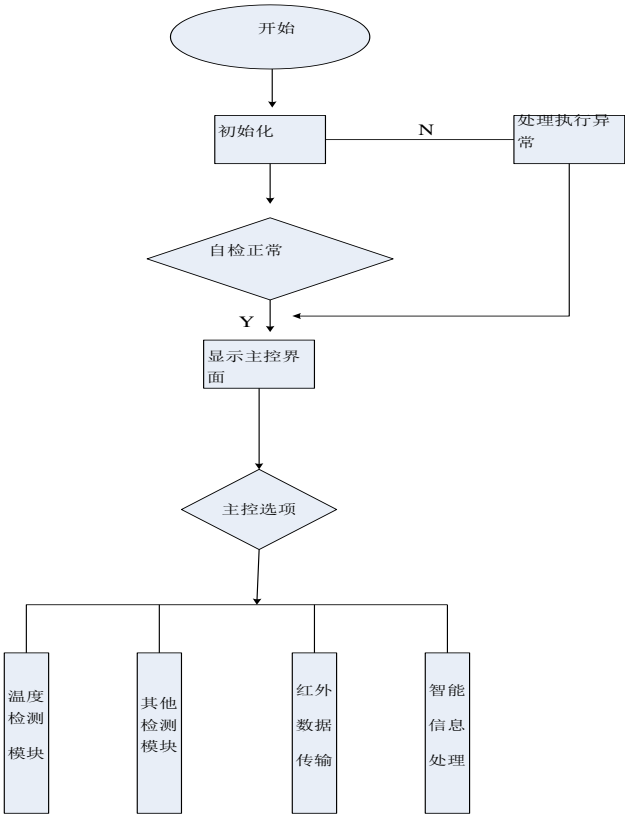 开始
初始化
N
处理执行异
常
自检正常
Y
显示主控界
面
主控选项
温度
检测
模块
其他
检测
模块
红外
数据
传输
智能
信息
处理